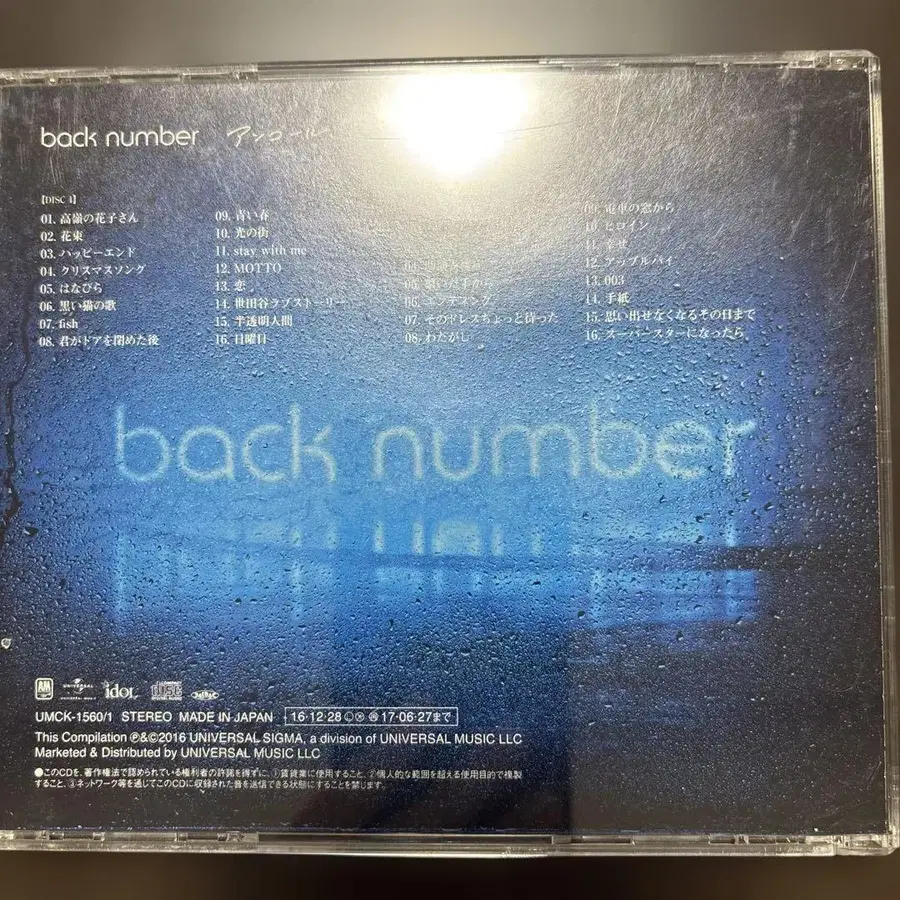 back number アンコール
【DISC 1】
01. 高嶺の花子さん
02. 花束
03. ハッピーエンド
04. クリスマスソング
05. はなびら
06. 黒い猫の歌
07. fish
08. 君がドアを閉めた後
09. 青い春
10. 光の街
11. stay with me
12. MOTTO
13. 恋
14. 世田谷ラブストーリー
15. 半透明人間
16. 日曜日
06. エンディング
07. そのドレスちょっと待った
08. わたがし
09. 電車の窓から
10. ヒロイン
11. 幸せ
12. アップルパイ
13. 003
14. 手紙
15. 思い出せなくなるその日まで
16. スーパースターになったら
back number
AM
UNIVERSAL
idol
COMPACT
disc
DIGITAL AUDIO
UMCK-1560/1 STEREO MADE IN JAPAN 16・12・28 17・06・27まで
This Compilation ℗&©2016 UNIVERSAL SIGMA, a division of UNIVERSAL MUSIC LLC
Marketed & Distributed by UNIVERSAL MUSIC LLC
●このCDを、著作権法で認められている権利者の許諾を得ずに、①賃貸業に使用すること、②個人的な範囲を超える使用目的で複製
すること、③ネットワーク等を通じてこのCDに収録された音を送信できる状態にすることを禁じます。